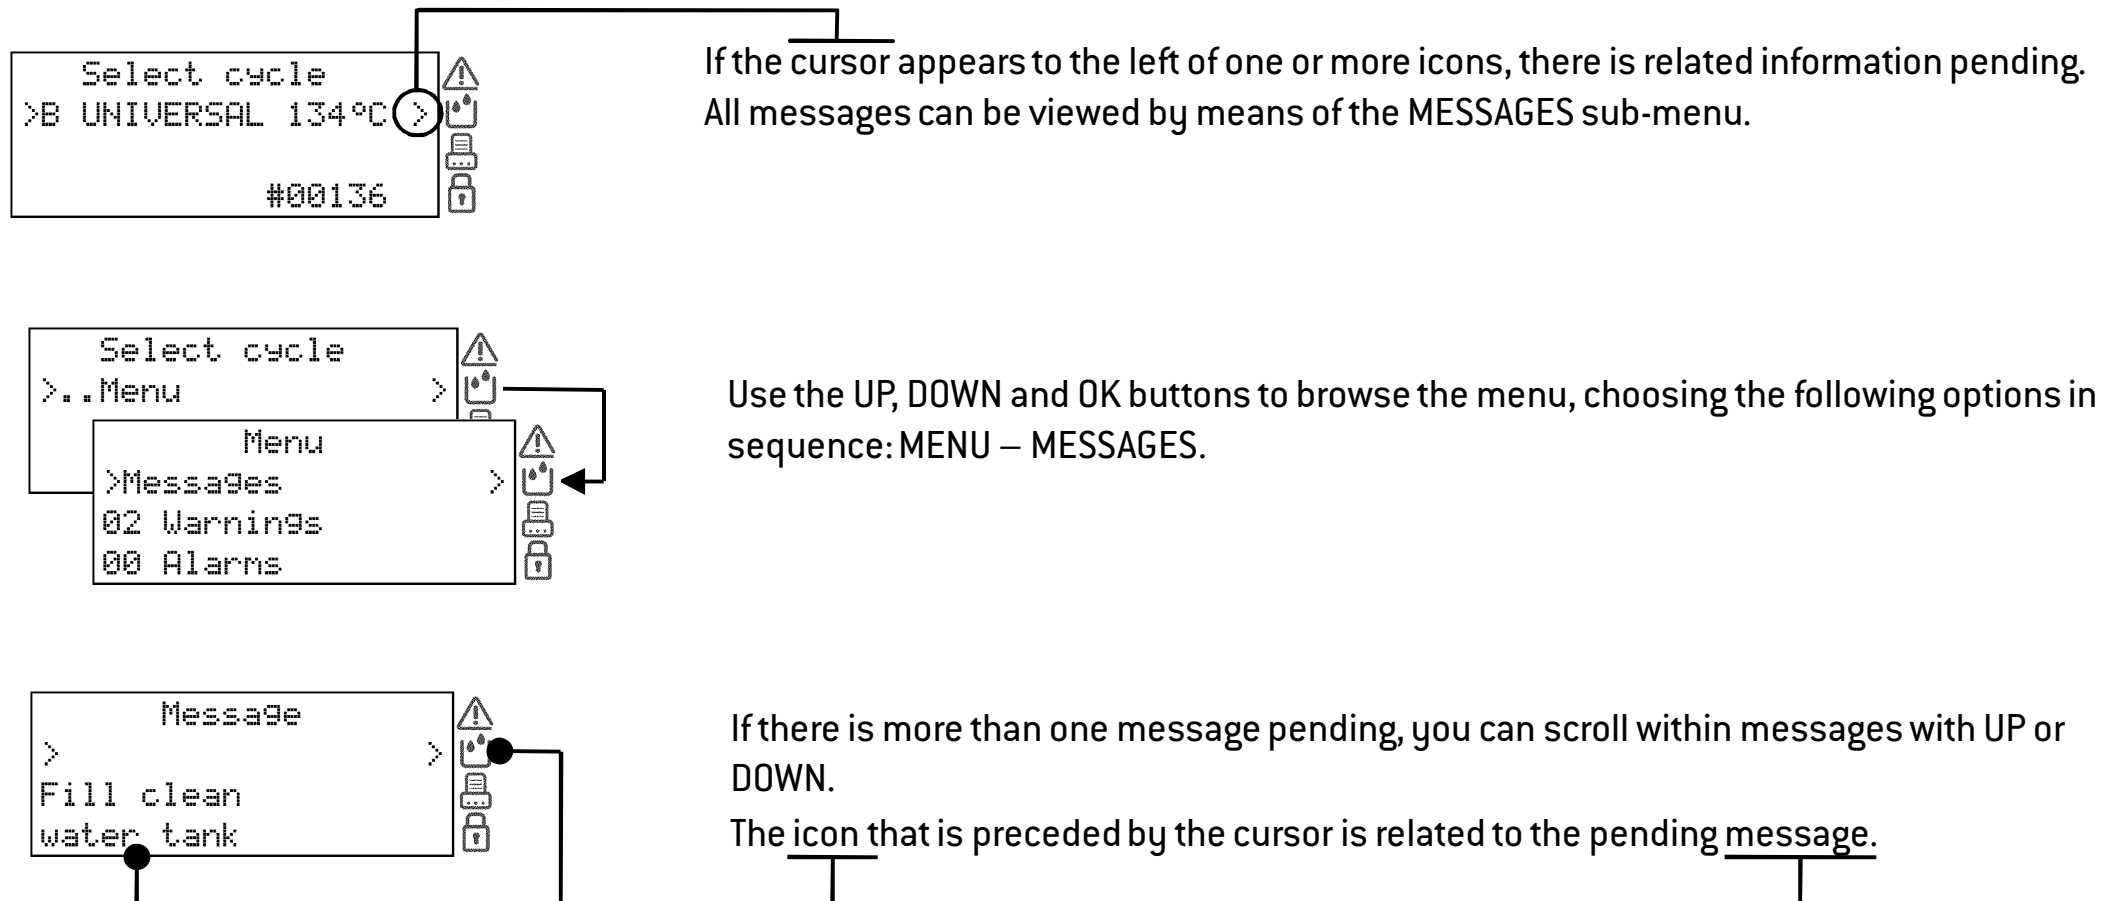 Select cycle
>B UNIVERSAL 134°C >
#00136
If the cursor appears to the left of one or more icons, there is related information pending.
All messages can be viewed by means of the MESSAGES sub-menu.
Select cycle
>..Menu >
Menu
>Messages >
02 Warnings
00 Alarms
Use the UP, DOWN and OK buttons to browse the menu, choosing the following options in
sequence: MENU – MESSAGES.
Message
> >
Fill clean
water tank
If there is more than one message pending, you can scroll within messages with UP or
DOWN.
The icon that is preceded by the cursor is related to the pending message.